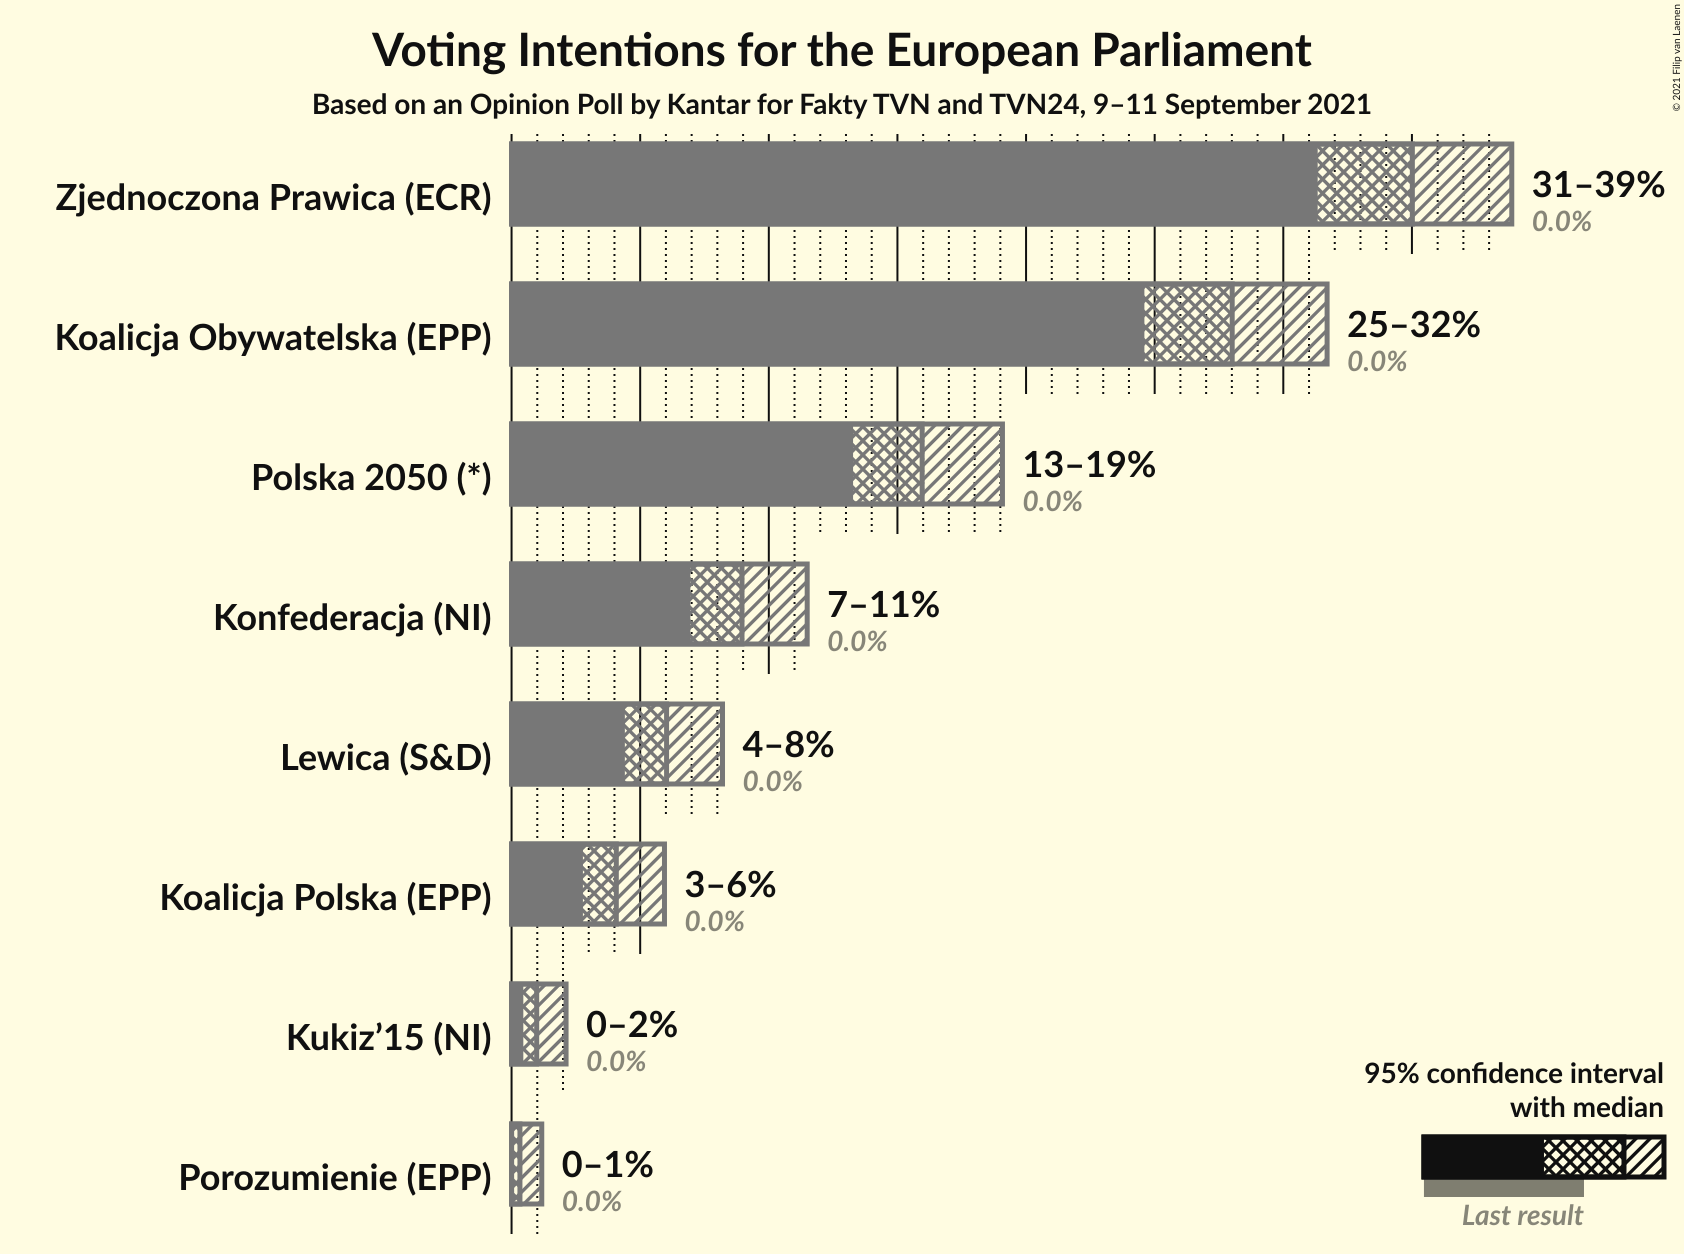 Voting Intentions for the European Parliament
Based on an Opinion Poll by Kantar for Fakty TVN and TVN24, 9–11 September 2021
© 2021 Filip van Laenen
Zjednoczona Prawica (ECR)
31–39%
0.0%
Koalicja Obywatelska (EPP)
25–32%
0.0%
Polska 2050 (*)
13–19%
0.0%
Konfederacja (NI)
7–11%
0.0%
Lewica (S&D)
4–8%
0.0%
Koalicja Polska (EPP)
3–6%
0.0%
Kukiz’15 (NI)
0–2%
0.0%
Porozumienie (EPP)
0–1%
0.0%
95% confidence interval
with median
Last result